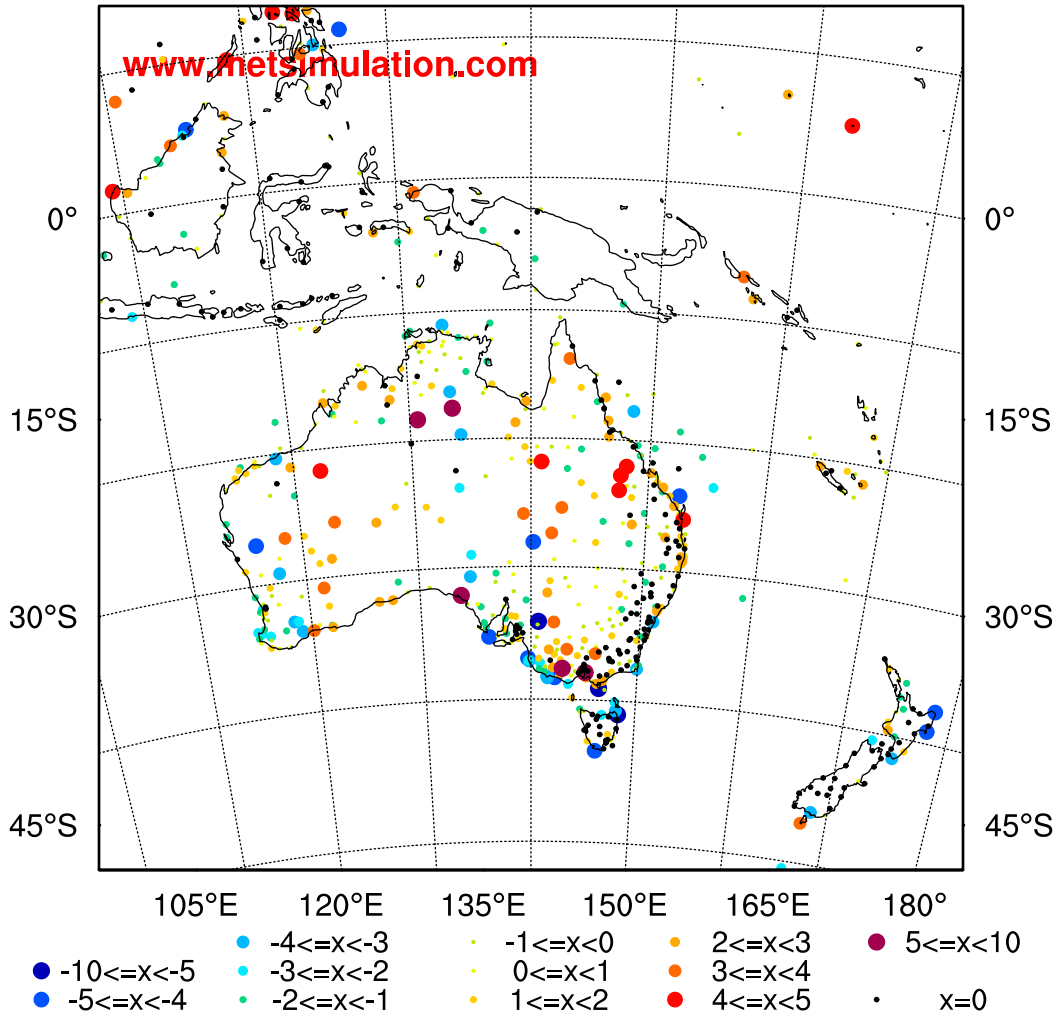 www.metsimulation.com
0° 0°
15°S 15°S
30°S 30°S
45°S 45°S
105°E 120°E 135°E 150°E 165°E 180°
-4<=x<-3 -1<=x<0 2<=x<3 5<=x<10
-10<=x<-5 -3<=x<-2 0<=x<1 3<=x<4
-5<=x<-4 -2<=x<-1 1<=x<2 4<=x<5 x=0